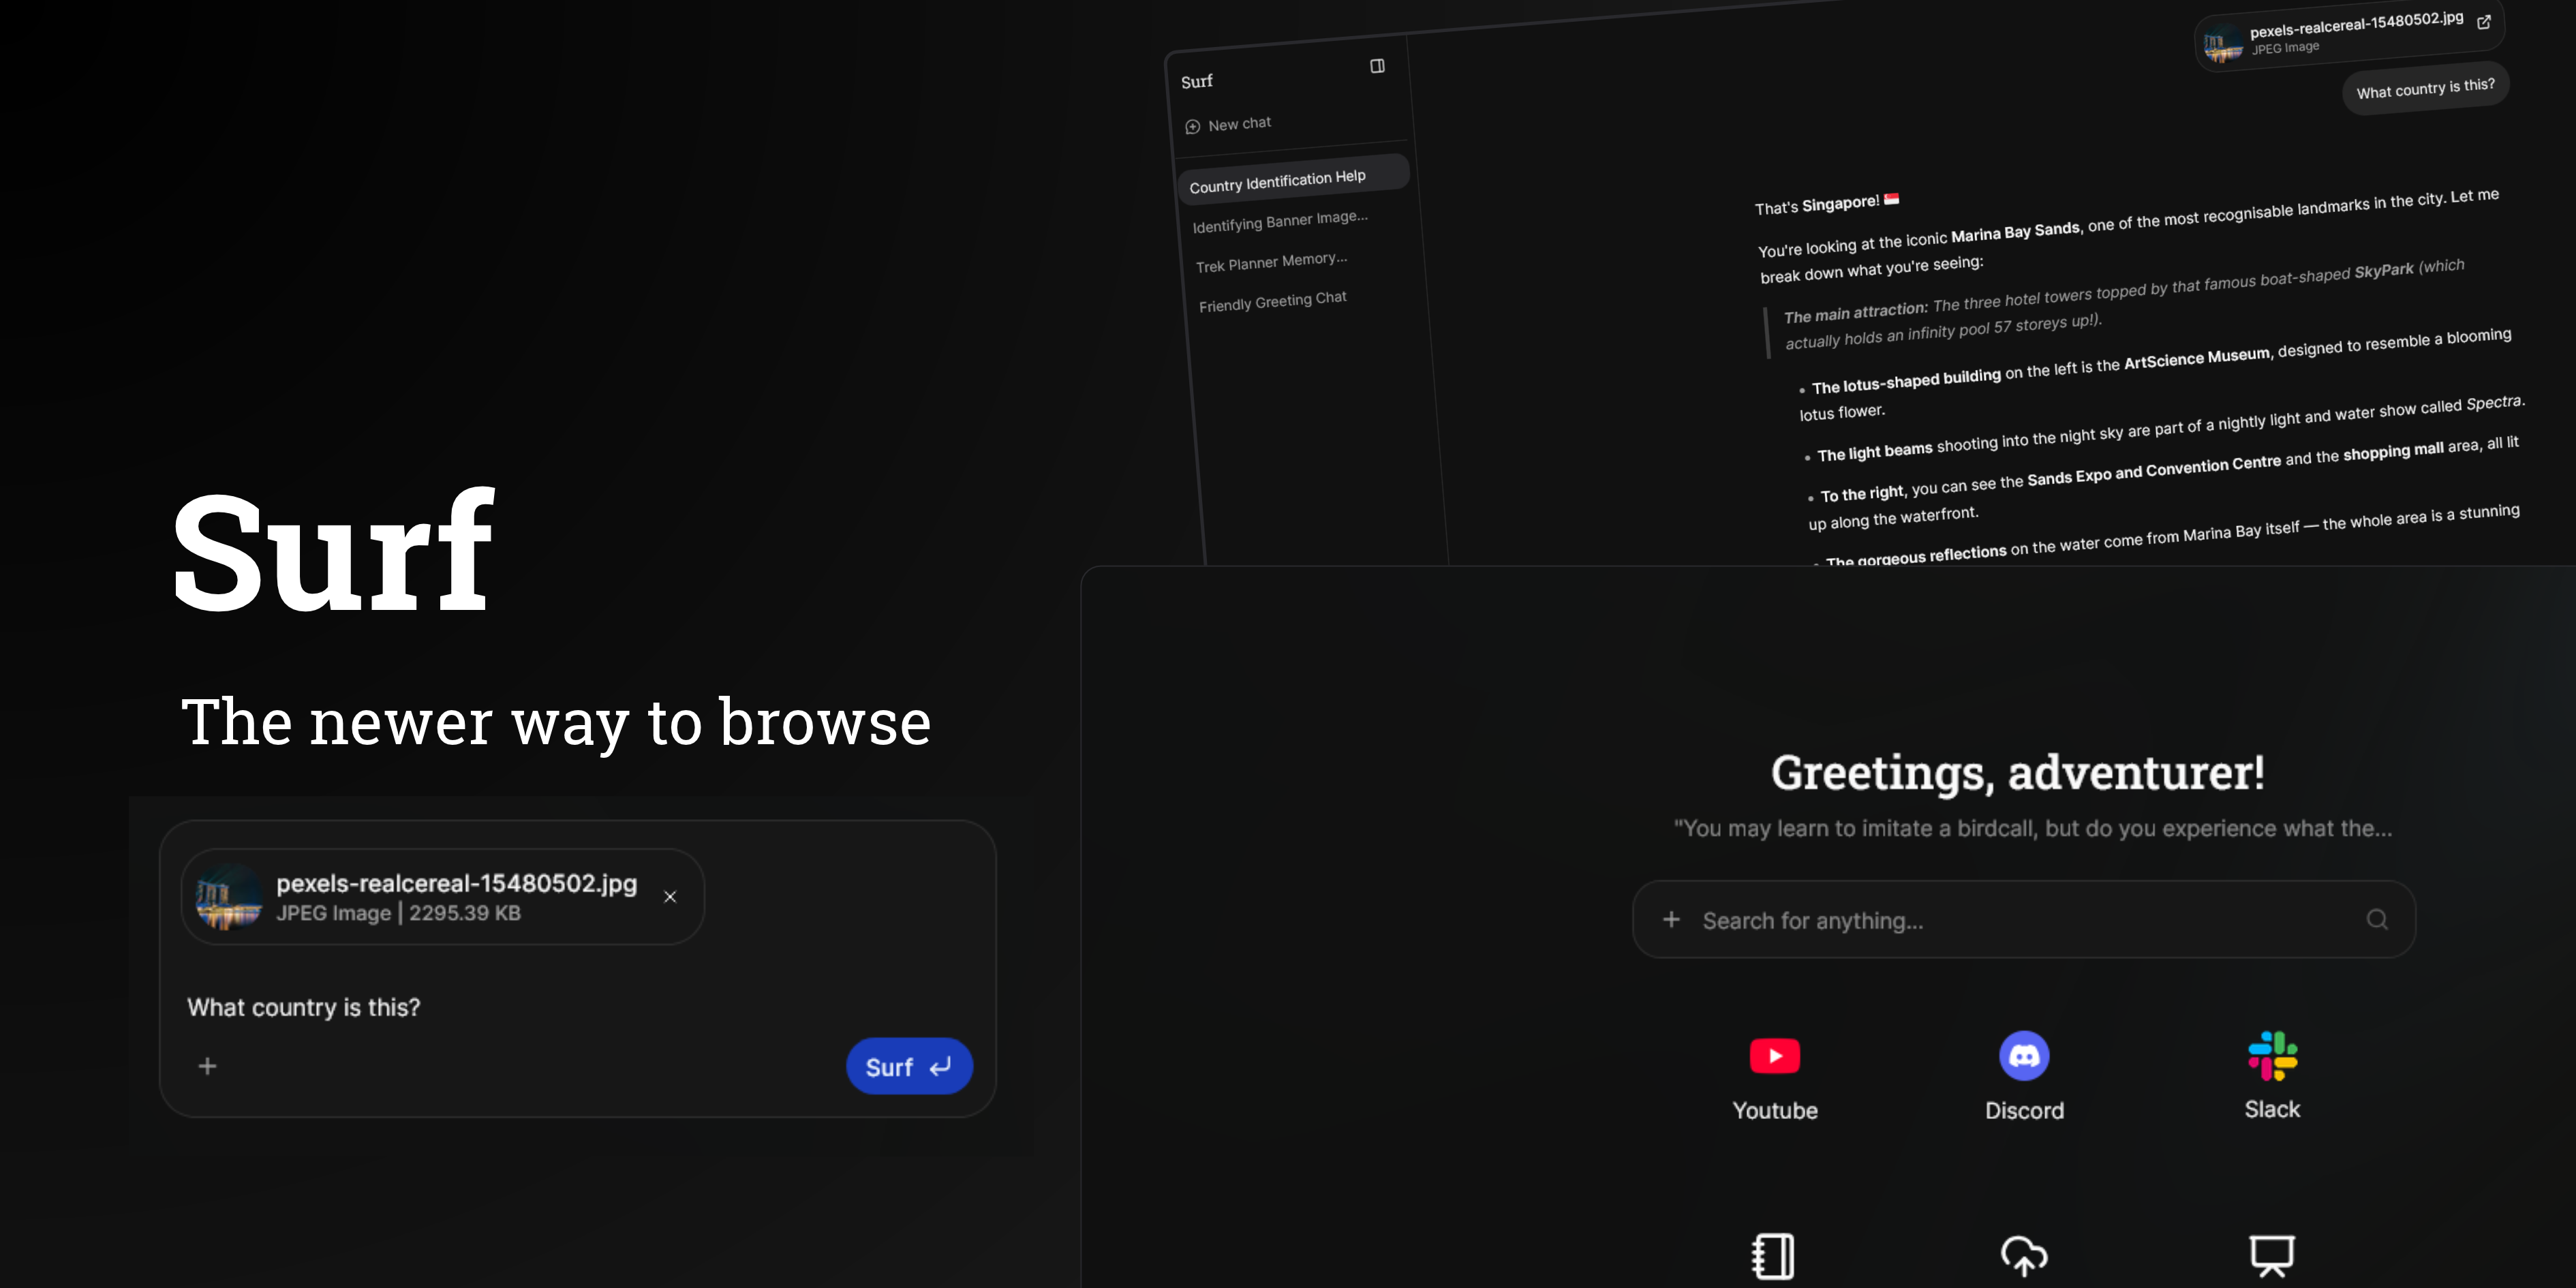 Surf
The newer way to browse
pexels-realcereal-15480502.jpg
JPEG Image | 2295.39 KB
What country is this?
Surf
Surf
New chat
Country Identification Help
Identifying Banner Image...
Trek Planner Memory...
Friendly Greeting Chat
pexels-realcereal-15480502.jpg
JPEG Image
What country is this?
That's Singapore! 🇸🇬
You're looking at the iconic Marina Bay Sands, one of the most recognisable landmarks in the city. Let me
break down what you're seeing:
The main attraction: The three hotel towers topped by that famous boat-shaped SkyPark (which
actually holds an infinity pool 57 storeys up!).
• The lotus-shaped building on the left is the ArtScience Museum, designed to resemble a blooming
lotus flower.
• The light beams shooting into the night sky are part of a nightly light and water show called Spectra.
• To the right, you can see the Sands Expo and Convention Centre and the shopping mall area, all lit
up along the waterfront.
• The gorgeous reflections on the water come from Marina Bay itself — the whole area is a stunning
Greetings, adventurer!
"You may learn to imitate a birdcall, but do you experience what the...
Search for anything...
Youtube
Discord
Slack